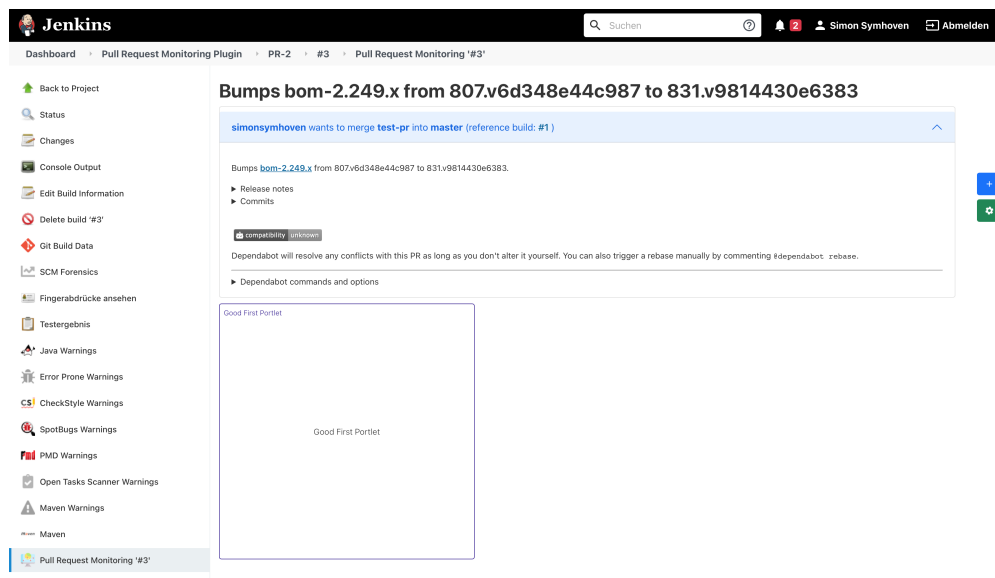 Jenkins
Suchen
2
Simon Symhoven
Abmelden
Dashboard
Pull Request Monitoring Plugin
PR-2
#3
Pull Request Monitoring '#3'
Back to Project
Status
Changes
Console Output
Edit Build Information
Delete build '#3'
Git Build Data
SCM Forensics
Fingerabdrücke ansehen
Testergebnis
Java Warnings
Error Prone Warnings
CS! CheckStyle Warnings
SpotBugs Warnings
PMD Warnings
Open Tasks Scanner Warnings
Maven Warnings
Maven
Pull Request Monitoring '#3'
Bumps bom-2.249.x from 807.v6d348e44c987 to 831.v9814430e6383
simonsymhoven wants to merge test-pr into master (reference build: #1 )
Bumps bom-2.249.x from 807.v6d348e44c987 to 831.v9814430e6383.
Release notes
Commits
compatibility unknown
Dependabot will resolve any conflicts with this PR as long as you don't alter it yourself. You can also trigger a rebase manually by commenting @dependabot rebase.
Dependabot commands and options
Good First Portlet
Good First Portlet